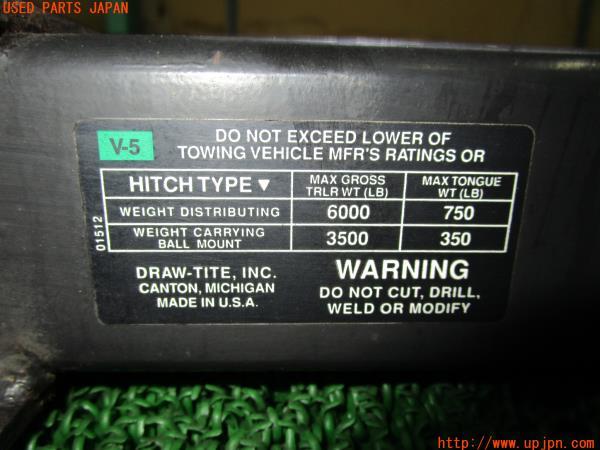 USED PARTS JAPAN
V-5
DO NOT EXCEED LOWER OF
TOWING VEHICLE MFR'S RATINGS OR
HITCH TYPE ▼ MAX GROSS TRLR WT (LB) MAX TONGUE WT (LB)
WEIGHT DISTRIBUTING 6000 750
WEIGHT CARRYING BALL MOUNT 3500 350
01512
DRAW-TITE, INC.
CANTON, MICHIGAN
MADE IN U.S.A.
WARNING
DO NOT CUT, DRILL,
WELD OR MODIFY
http://www.upjpn.com/